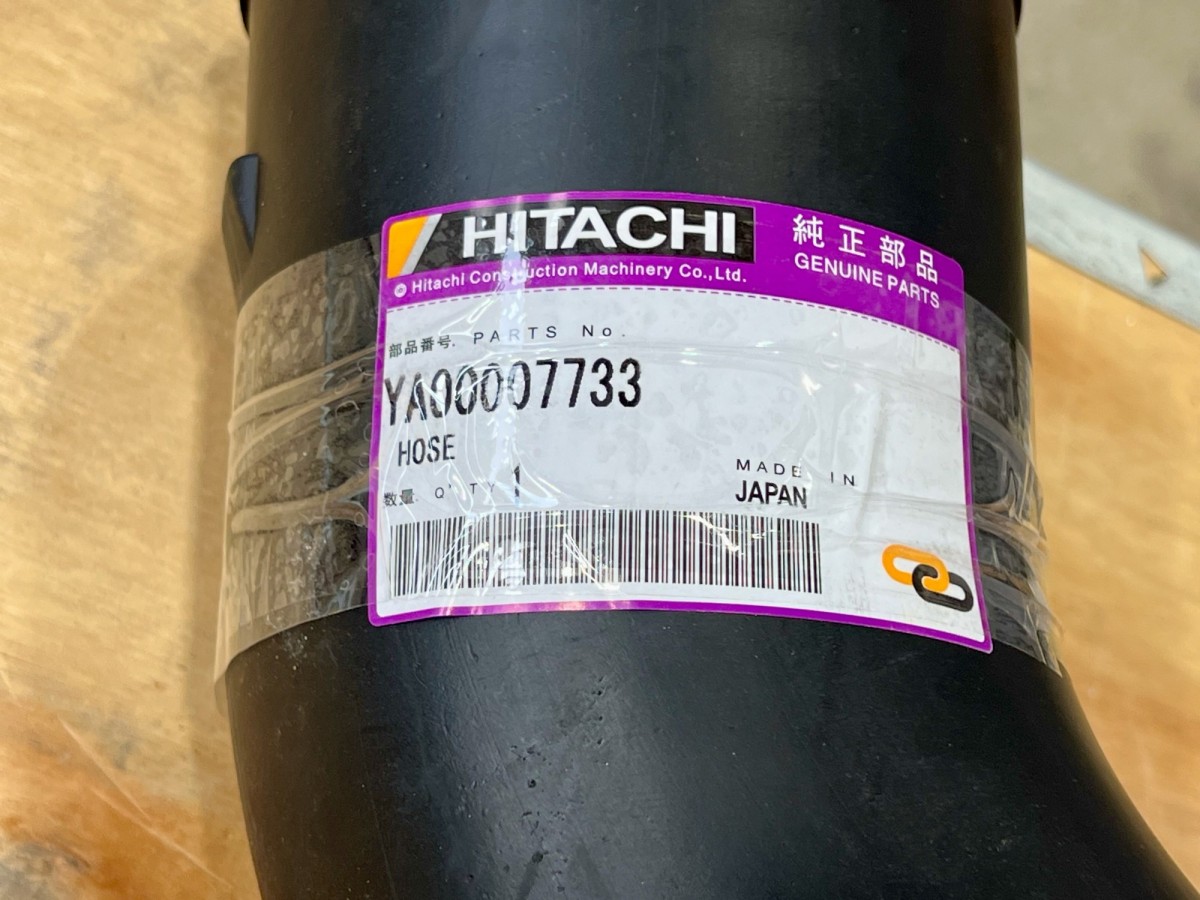 HITACHI
© Hitachi Construction Machinery Co.,Ltd.
純正部品
GENUINE PARTS
部品番号. PARTS No.
YA00007733
HOSE
数量. Q'TY 1
MADE IN
JAPAN